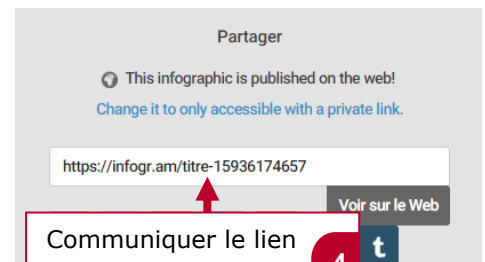 Partager
This infographic is published on the web!
Change it to only accessible with a private link.
https://infogr.am/titre-15936174657
Voir sur le Web
Communiquer le lien
4
t